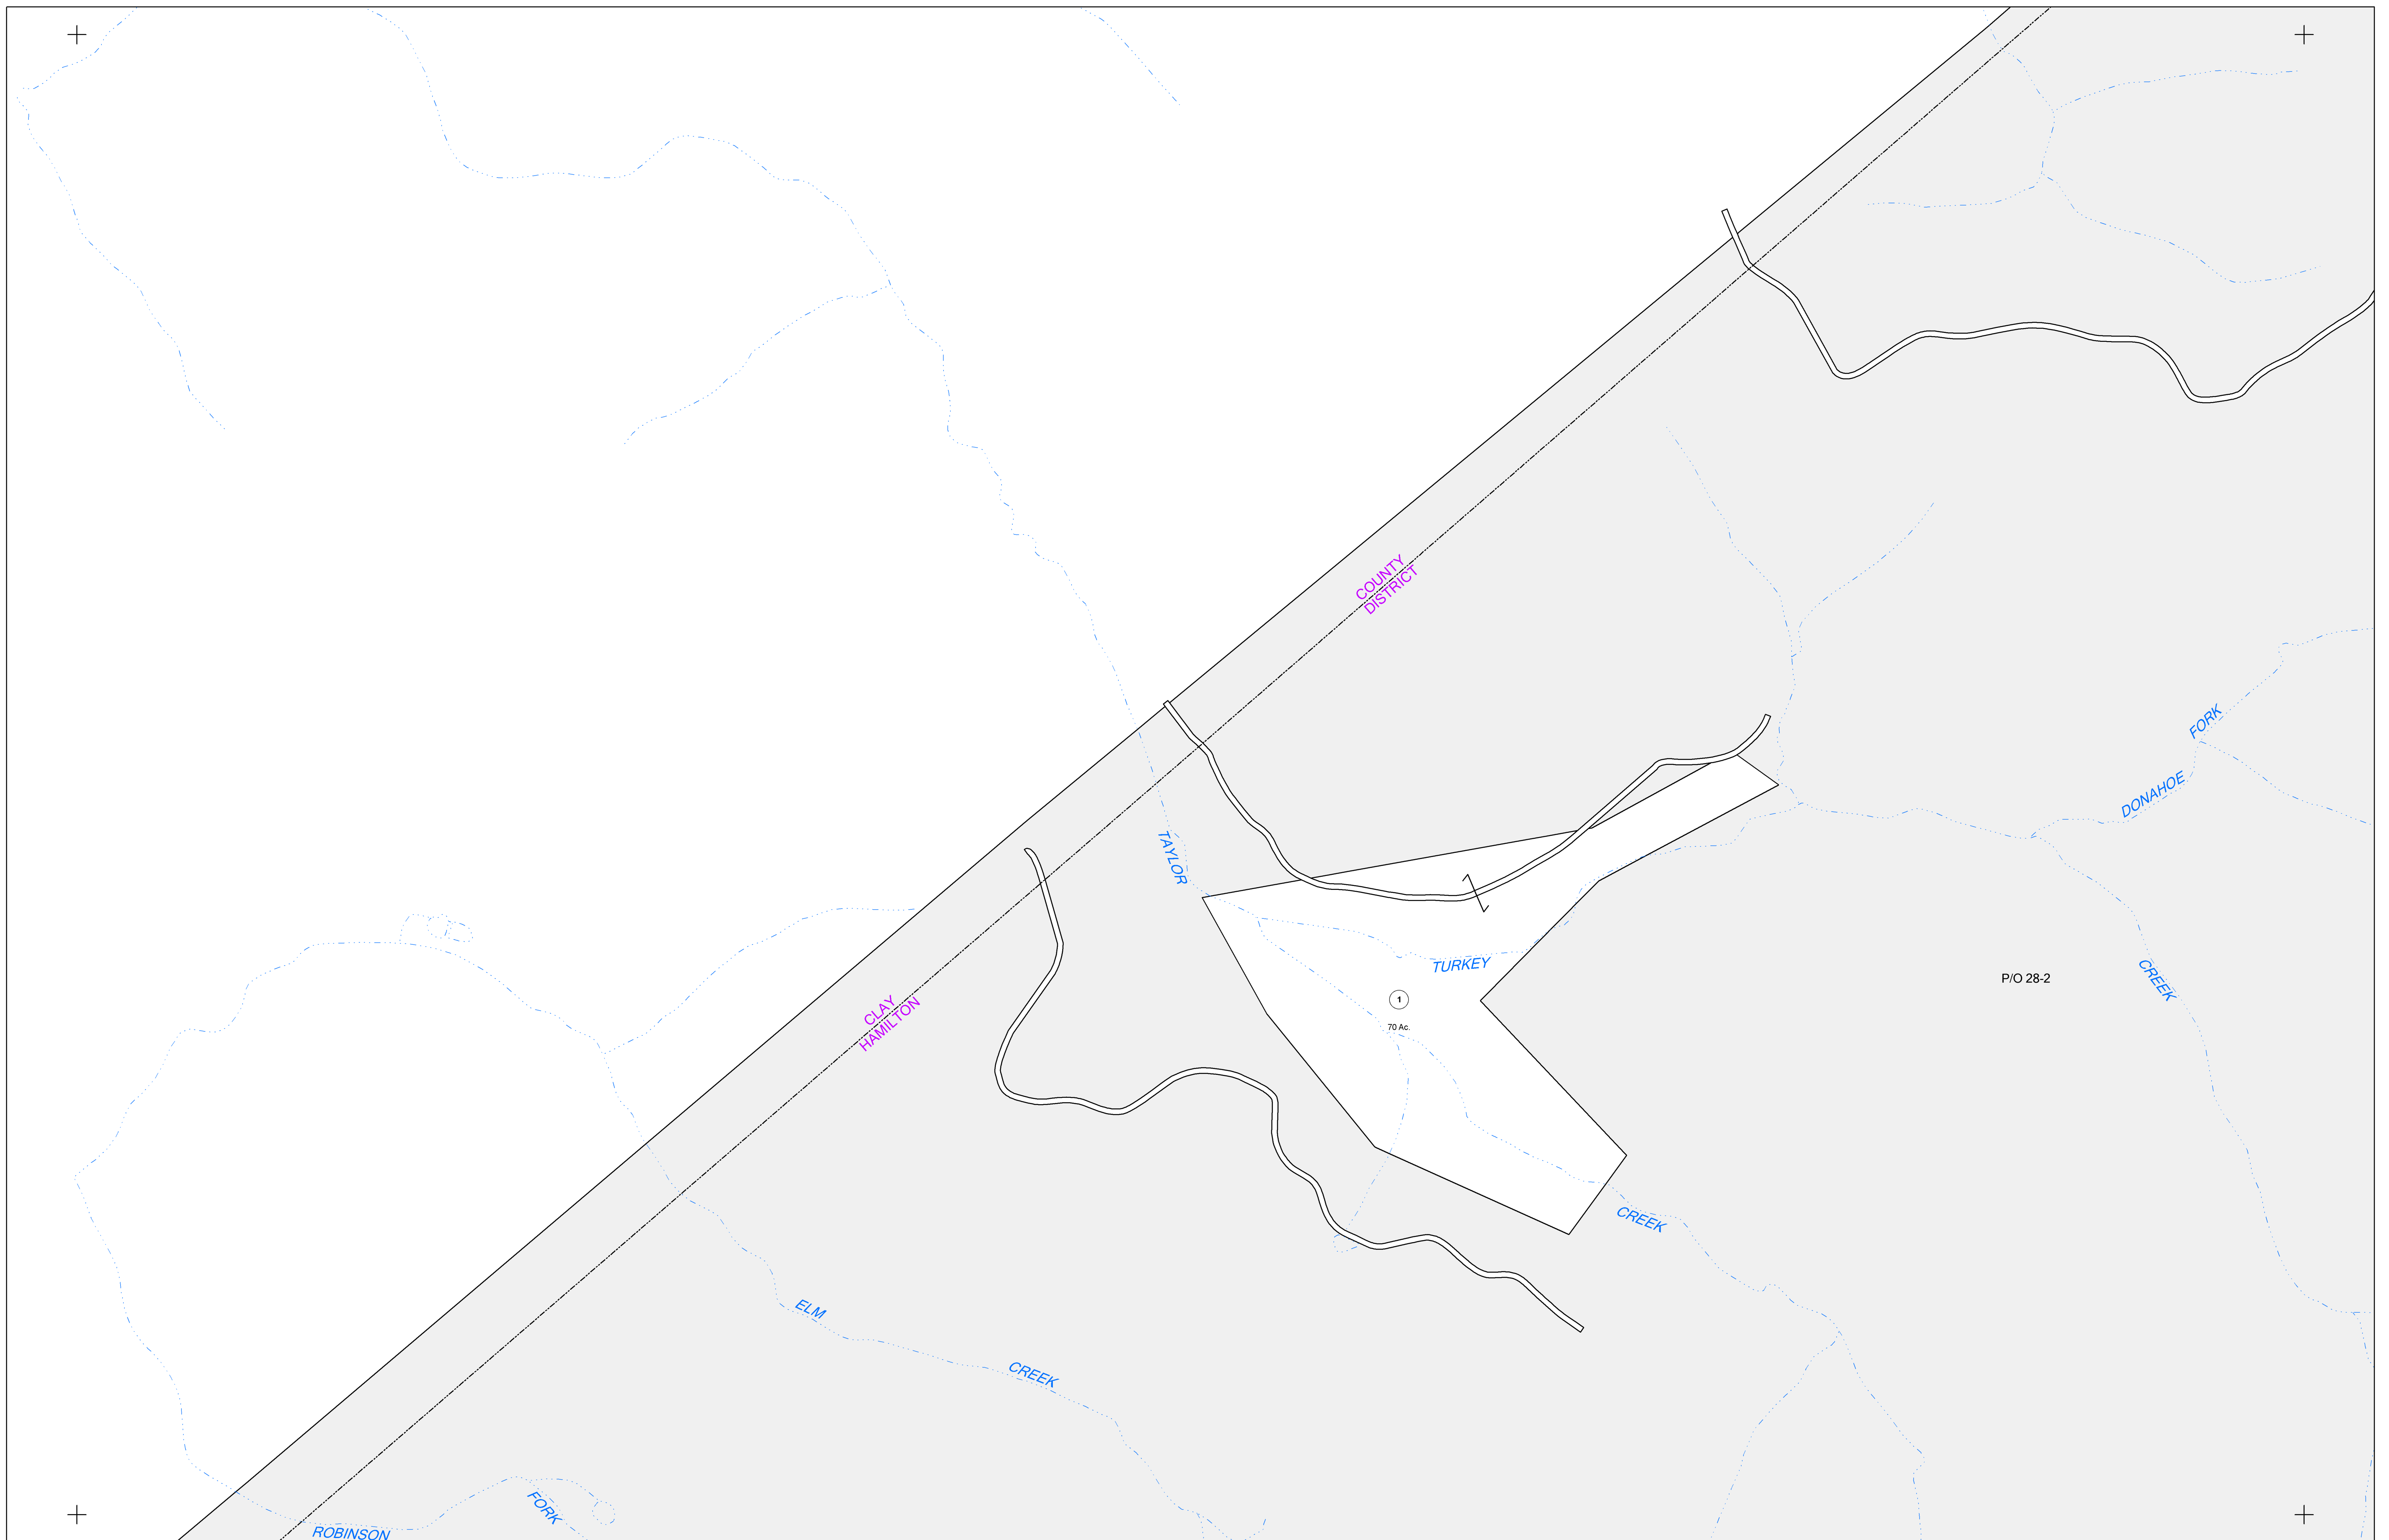 COUNTY
DISTRICT
FORK
DONAHOE
TAYLOR
TURKEY
CREEK
P/O 28-2
1
70 Ac.
CLAY
HAMILTON
CREEK
ELM
CREEK
FORK
ROBINSON